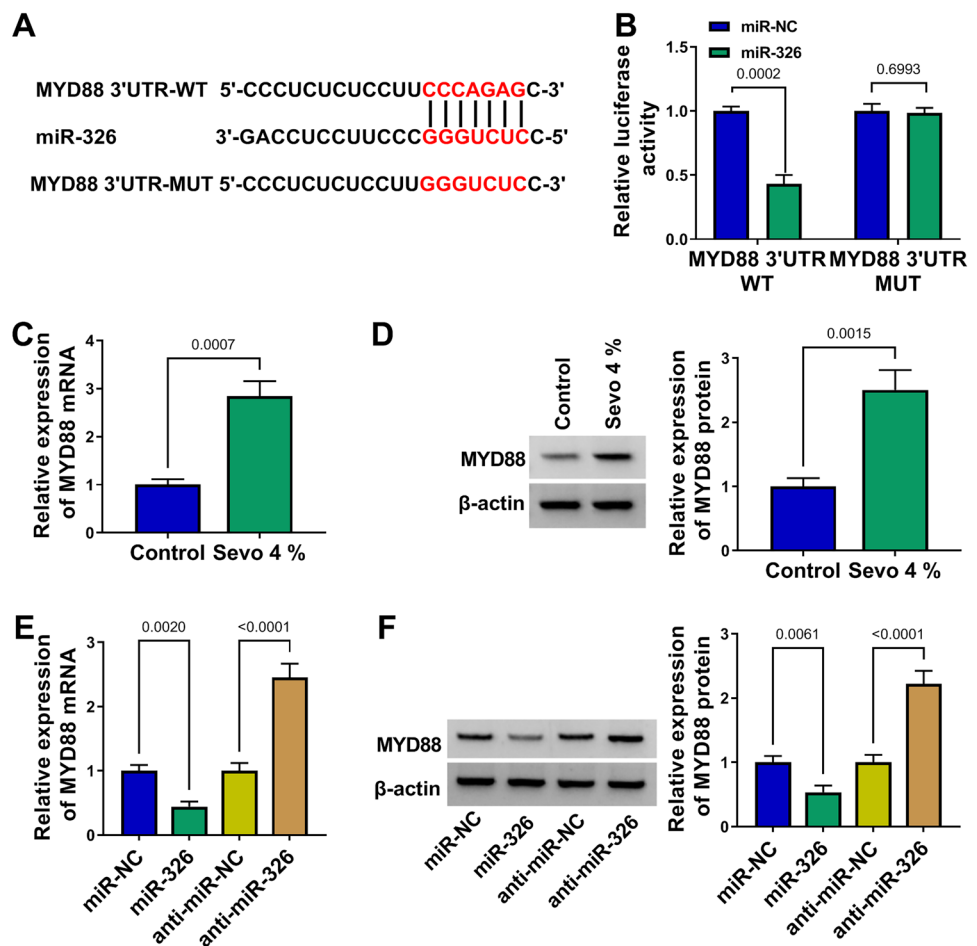 A
MYD88 3'UTR-WT 5'-CCCUCUCUCCUUCCCAGAGC-3'
miR-326 3'-GACCUCCUUCCCGGGUCUCC-5'
MYD88 3'UTR-MUT 5'-CCCUCUCUCCUUGGGUCUCC-3'
B
miR-NC
miR-326
Relative luciferase
activity
1.5
1.0
0.5
0.0
0.0002
0.6993
MYD88 3'UTR
WT
MYD88 3'UTR
MUT
C
Relative expression
of MYD88 mRNA
4
3
2
1
0
0.0007
Control
Sevo 4 %
D
Control
Sevo 4 %
MYD88
β-actin
Relative expression
of MYD88 protein
4
3
2
1
0
0.0015
Control
Sevo 4 %
E
Relative expression
of MYD88 mRNA
3
2
1
0
0.0020
<0.0001
miR-NC
miR-326
anti-miR-NC
anti-miR-326
F
MYD88
β-actin
miR-NC
miR-326
anti-miR-NC
anti-miR-326
Relative expression
of MYD88 protein
3
2
1
0
0.0061
<0.0001
miR-NC
miR-326
anti-miR-NC
anti-miR-326